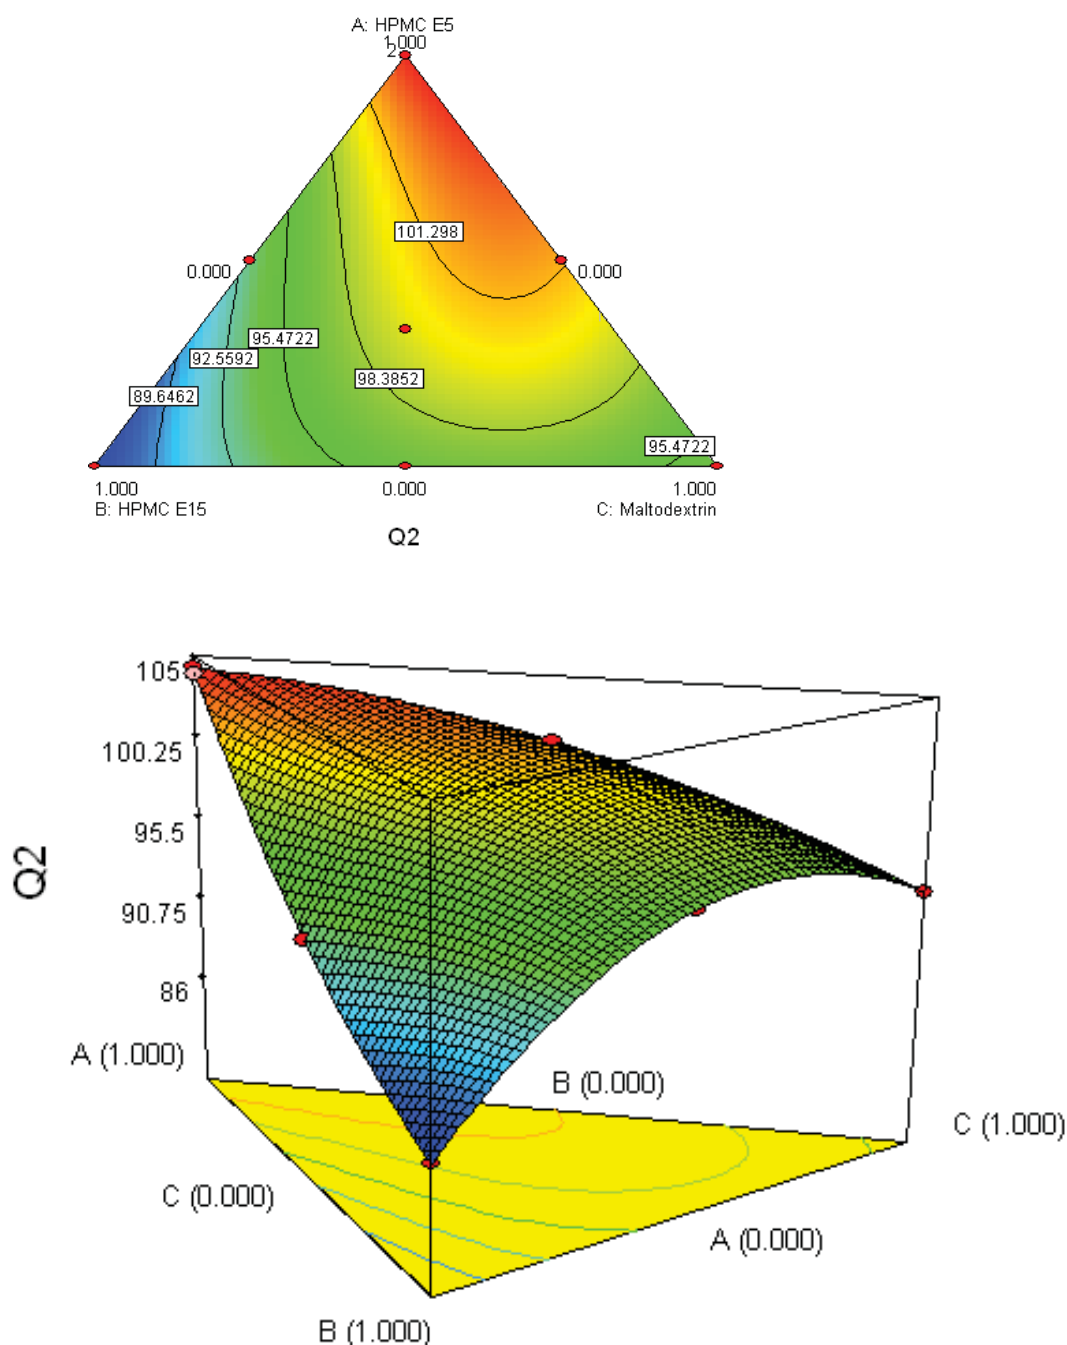 A: HPMC E5
1.000
2
101.298
0.000
0.000
95.4722
92.5592
98.3852
89.6462
95.4722
1.000
0.000
1.000
B: HPMC E15
C: Maltodextrin
Q2
105
100.25
95.5
Q2
90.75
86
A (1.000)
B (0.000)
C (1.000)
C (0.000)
A (0.000)
B (1.000)